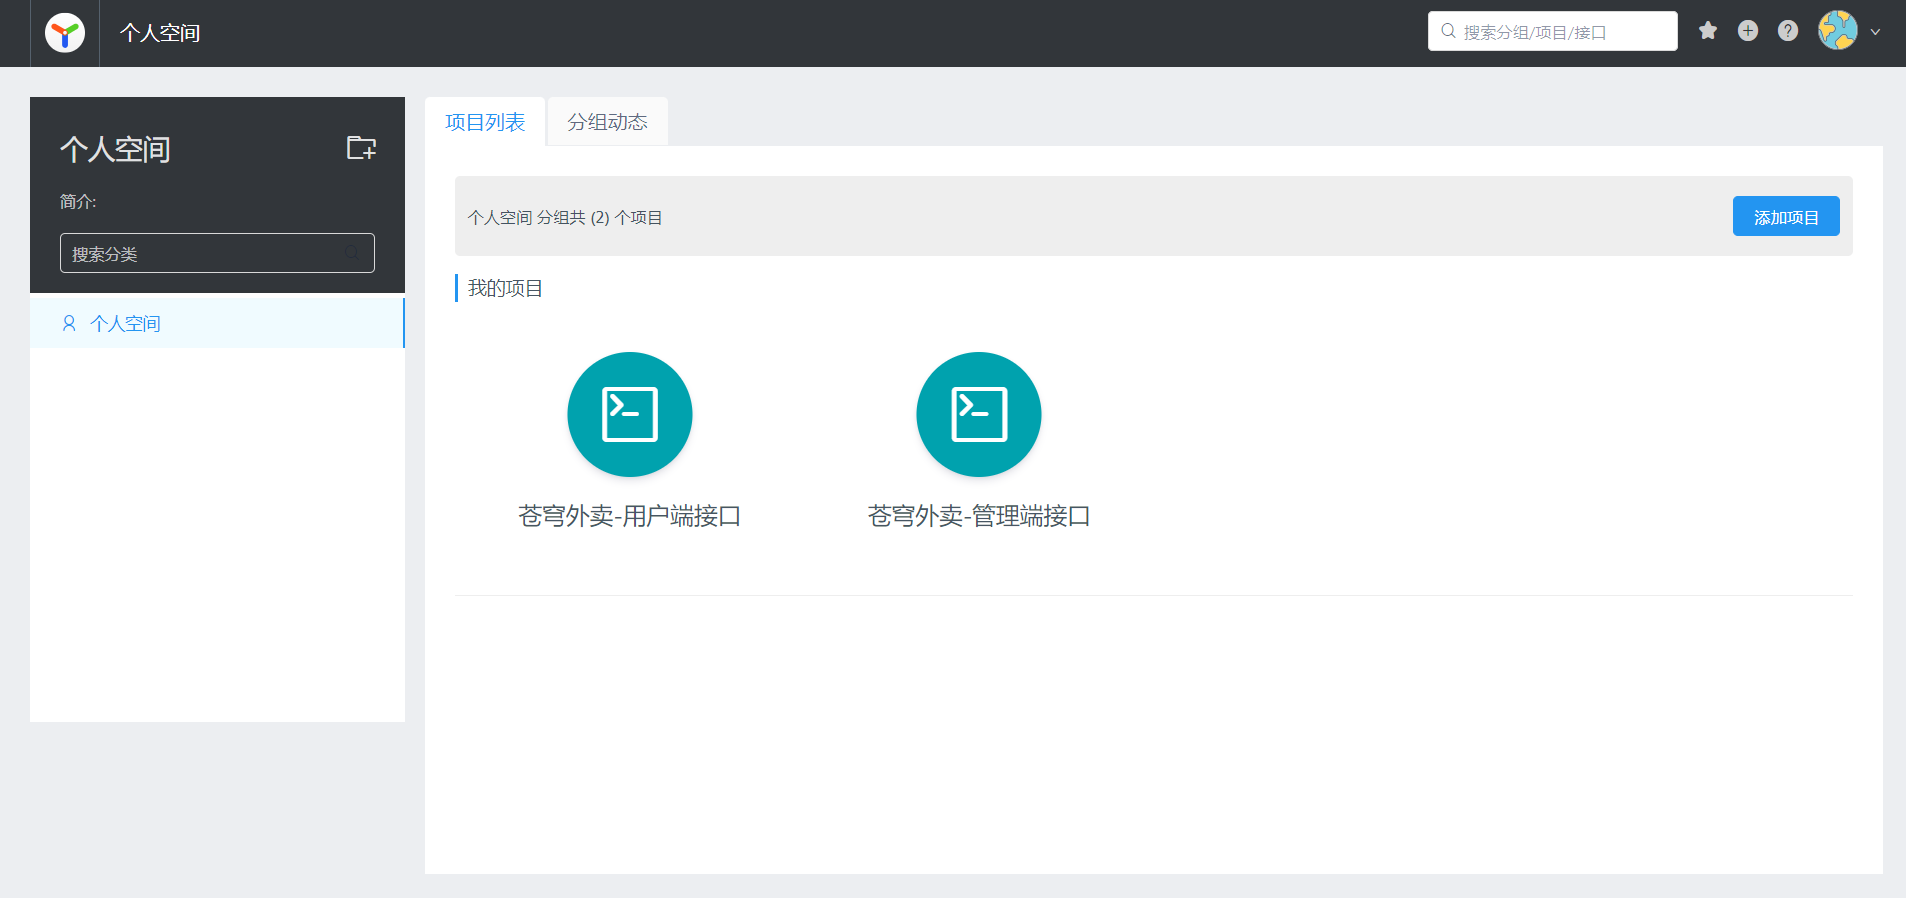 个人空间
搜索分组/项目/接口
个人空间
简介:
搜索分类
个人空间
项目列表
分组动态
个人空间 分组共 (2) 个项目
添加项目
我的项目
苍穹外卖-用户端接口
苍穹外卖-管理端接口